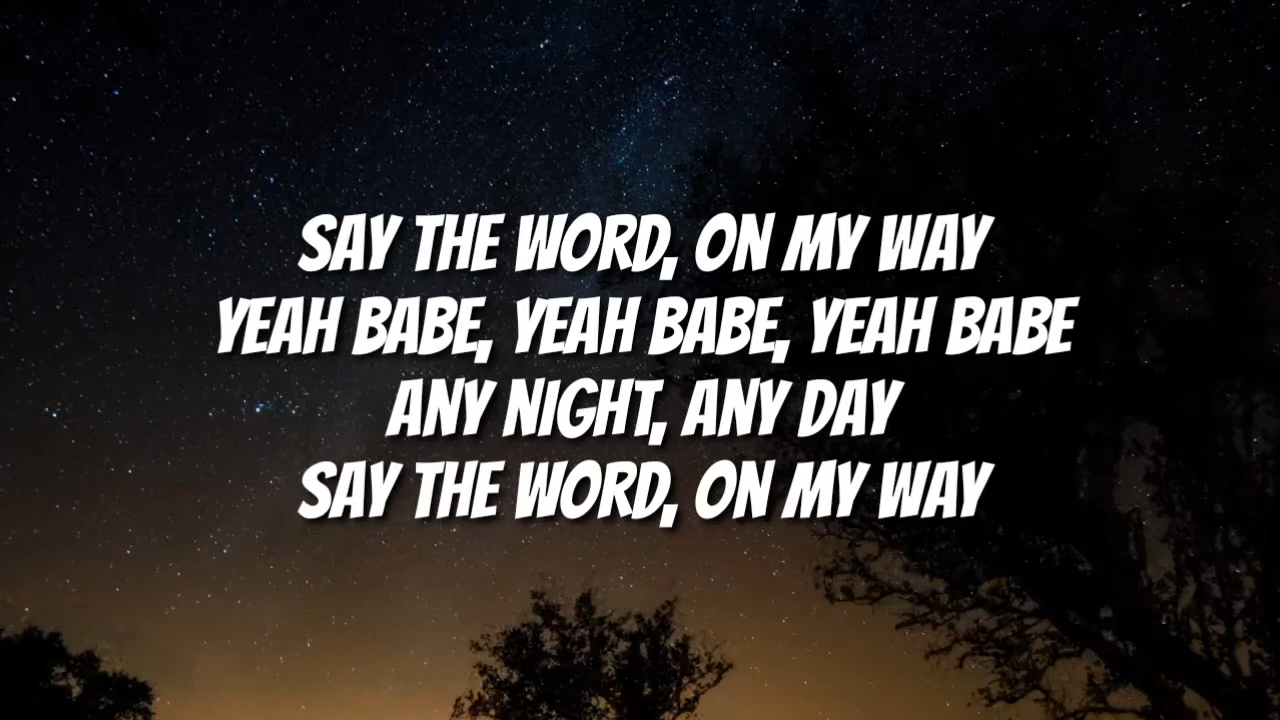 SAY THE WORD, ON MY WAY
YEAH BABE, YEAH BABE, YEAH BABE
ANY NIGHT, ANY DAY
SAY THE WORD, ON MY WAY